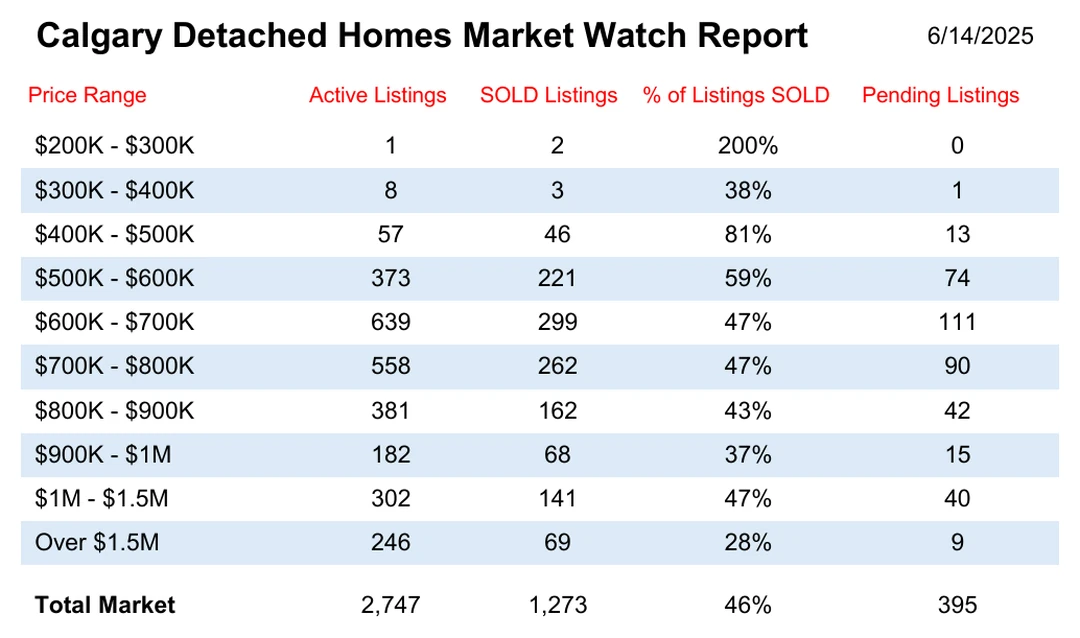 Calgary Detached Homes Market Watch Report 6/14/2025
Price Range Active Listings SOLD Listings % of Listings SOLD Pending Listings
$200K - $300K 1 2 200% 0
$300K - $400K 8 3 38% 1
$400K - $500K 57 46 81% 13
$500K - $600K 373 221 59% 74
$600K - $700K 639 299 47% 111
$700K - $800K 558 262 47% 90
$800K - $900K 381 162 43% 42
$900K - $1M 182 68 37% 15
$1M - $1.5M 302 141 47% 40
Over $1.5M 246 69 28% 9
Total Market 2,747 1,273 46% 395